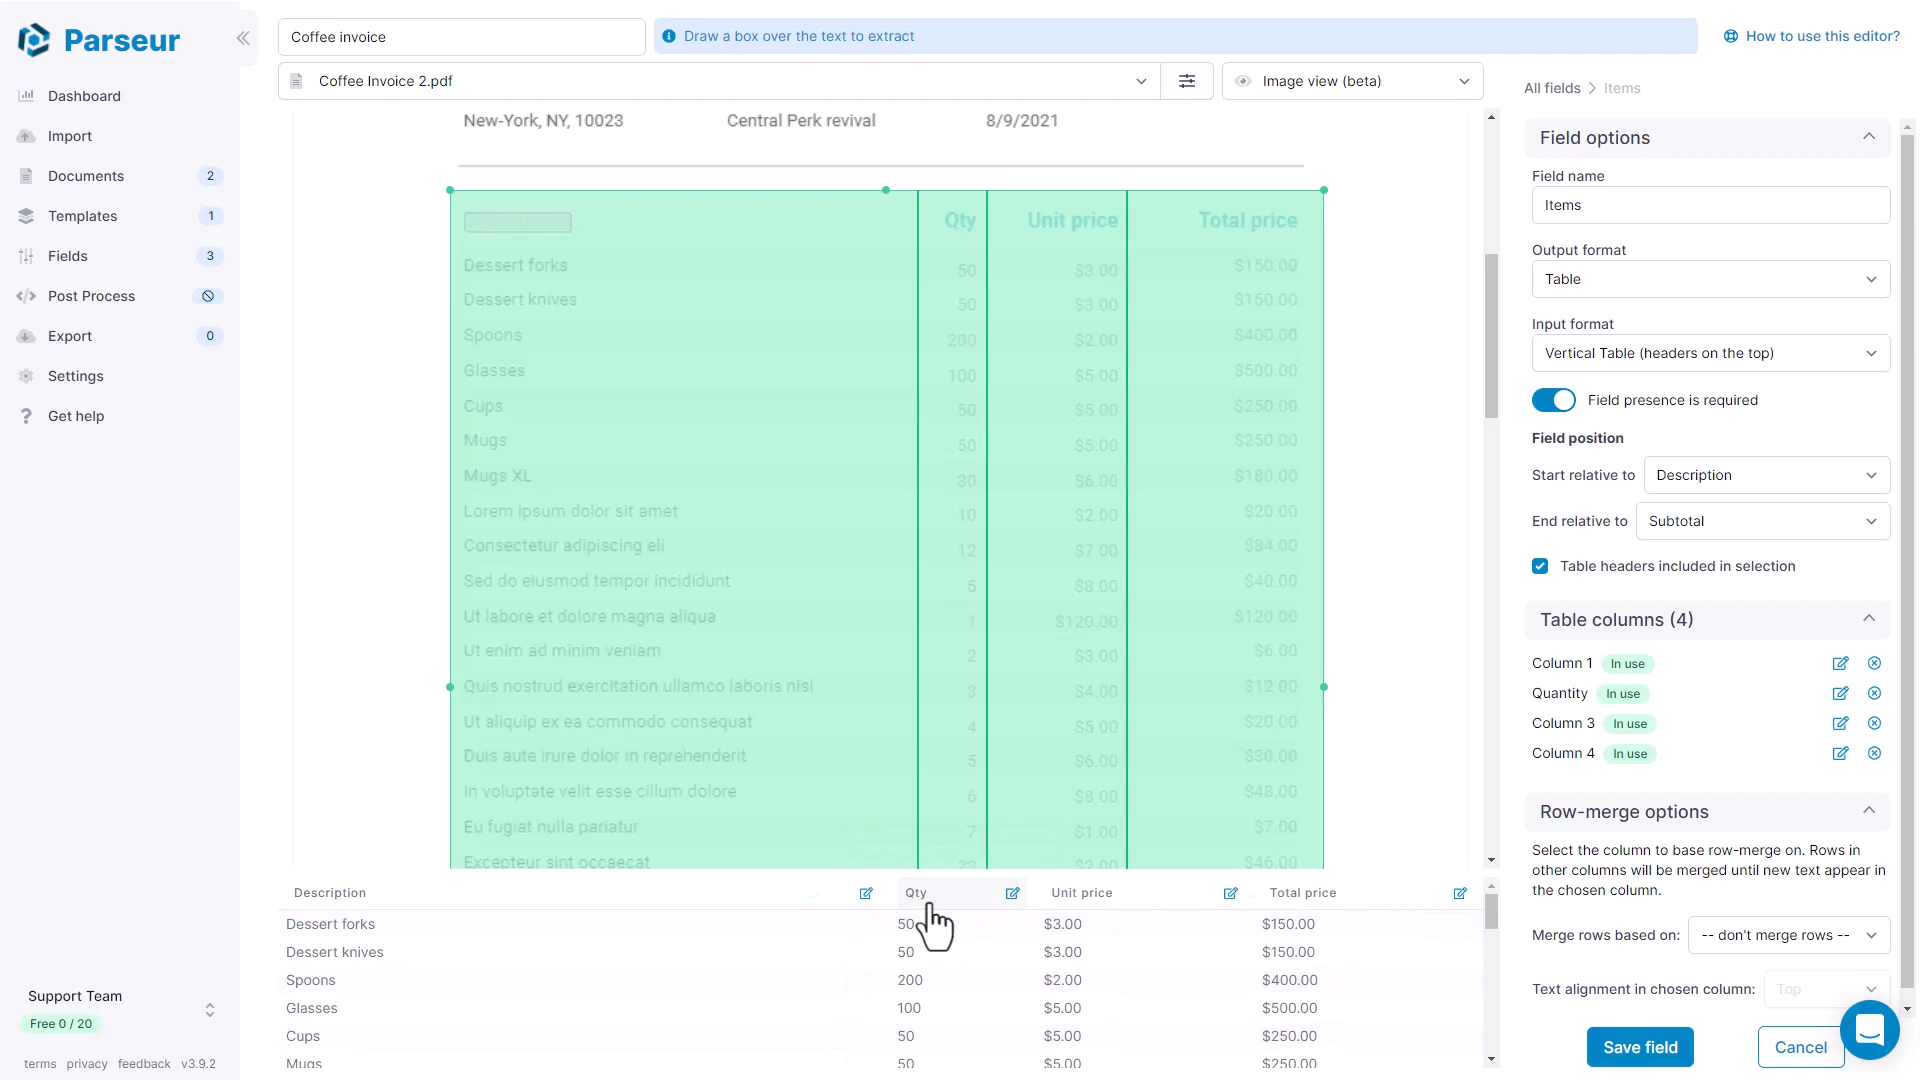 Parseur
Dashboard
Import
Documents 2
Templates 1
Fields 3
Post Process
Export 0
Settings
Get help
Support Team
Free 0 / 20
terms privacy feedback v3.9.2
Coffee invoice
Draw a box over the text to extract
How to use this editor?
Coffee Invoice 2.pdf
Image view (beta)
New-York, NY, 10023 Central Perk revival 8/9/2021
Qty Unit price Total price
Dessert forks 50 $3.00 $150.00
Dessert knives 50 $3.00 $150.00
Spoons 200 $2.00 $400.00
Glasses 100 $5.00 $500.00
Cups 50 $5.00 $250.00
Mugs 50 $5.00 $250.00
Mugs XL 30 $6.00 $180.00
Lorem ipsum dolor sit amet 10 $2.00 $20.00
Consectetur adipiscing eli 12 $7.00 $84.00
Sed do eiusmod tempor incididunt 5 $8.00 $40.00
Ut labore et dolore magna aliqua 1 $120.00 $120.00
Ut enim ad minim veniam 2 $3.00 $6.00
Quis nostrud exercitation ullamco laboris nisi 3 $4.00 $12.00
Ut aliquip ex ea commodo consequat 4 $5.00 $20.00
Duis aute irure dolor in reprehenderit 5 $6.00 $30.00
In voluptate velit esse cillum dolore 6 $8.00 $48.00
Eu fugiat nulla pariatur 7 $1.00 $7.00
Excepteur sint occaecat 23 $2.00 $46.00
Description Qty Unit price Total price
Dessert forks 50 $3.00 $150.00
Dessert knives 50 $3.00 $150.00
Spoons 200 $2.00 $400.00
Glasses 100 $5.00 $500.00
Cups 50 $5.00 $250.00
Mugs 50 $5.00 $250.00
All fields > Items
Field options
Field name
Items
Output format
Table
Input format
Vertical Table (headers on the top)
Field presence is required
Field position
Start relative to Description
End relative to Subtotal
Table headers included in selection
Table columns (4)
Column 1 In use
Quantity In use
Column 3 In use
Column 4 In use
Row-merge options
Select the column to base row-merge on. Rows in
other columns will be merged until new text appear in
the chosen column.
Merge rows based on: -- don't merge rows --
Text alignment in chosen column: Top
Save field Cancel